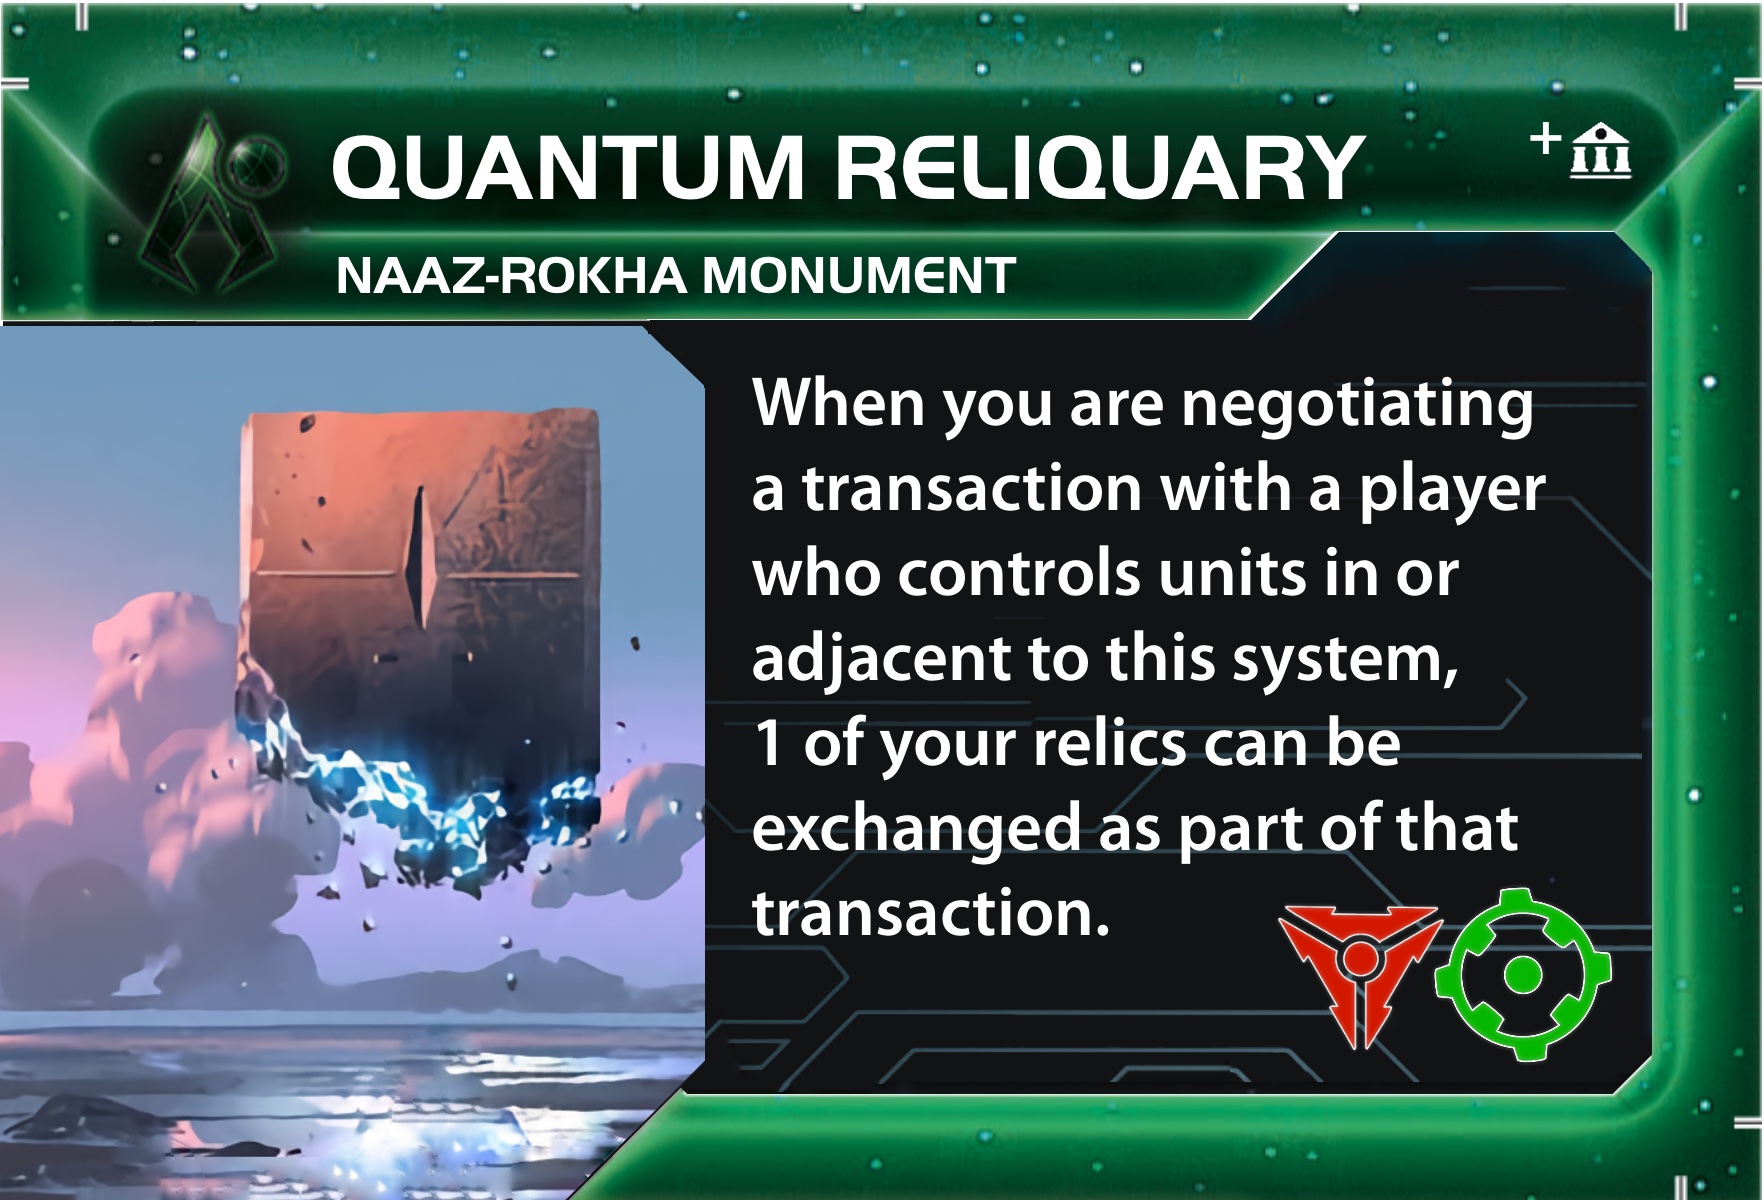 QUANTUM RELIQUARY
+
NAAZ-ROKHA MONUMENT
When you are negotiating
a transaction with a player
who controls units in or
adjacent to this system,
1 of your relics can be
exchanged as part of that
transaction.